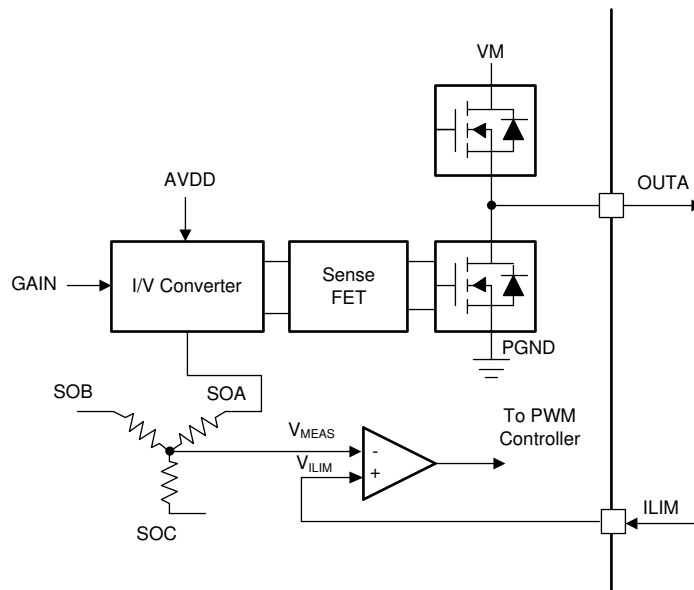 VM
OUTA
AVDD
GAIN
I/V Converter
Sense
FET
PGND
SOB
SOA
SOC
VMEAS
VILIM
-
+
To PWM
Controller
ILIM